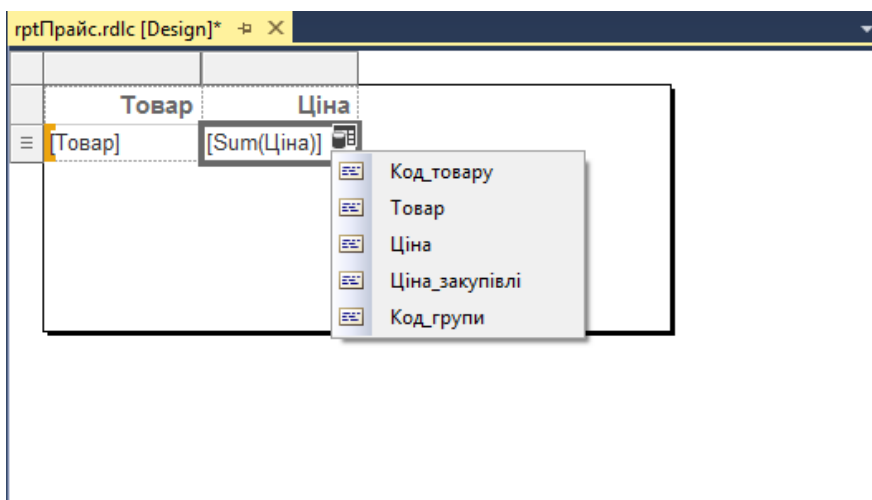 rptПрайс.rdlc [Design]*
Товар Ціна
[Товар] [Sum(Ціна)]
Код_товару
Товар
Ціна
Ціна_закупівлі
Код_групи